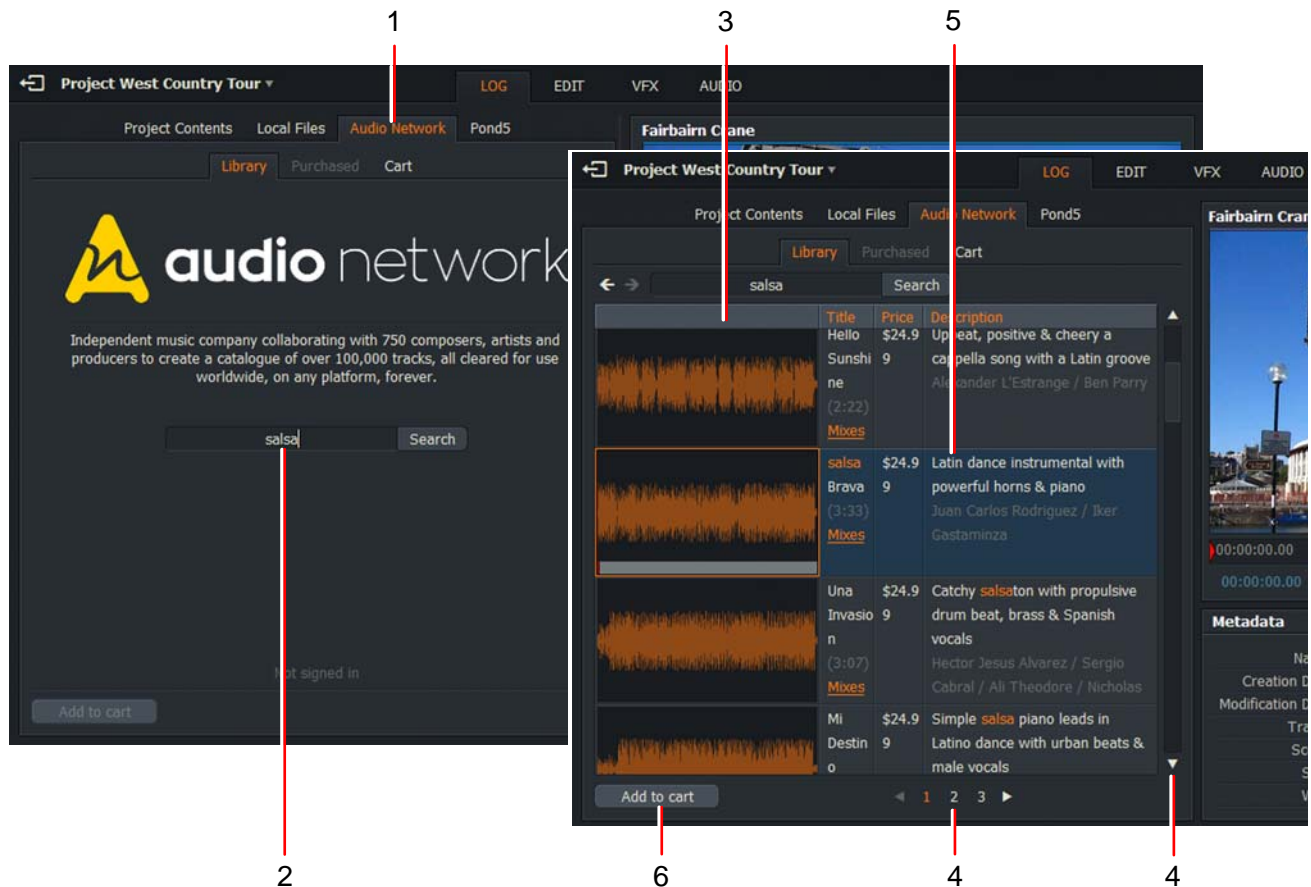 1
3
5
Project West Country Tour
LOG
EDIT
VFX
AUDIO
Project Contents
Local Files
Audio Network
Pond5
Library
Purchased
Cart
audio network
Independent music company collaborating with 750 composers, artists and
producers to create a catalogue of over 100,000 tracks, all cleared for use
worldwide, on any platform, forever.
salsa
Search
Not signed in
Add to cart
Fairbairn Crane
Project West Country Tour
LOG
EDIT
VFX
AUDIO
Project Contents
Local Files
Audio Network
Pond5
Library
Purchased
Cart
salsa
Search
Title
Price
Description
Hello
Sunshi
ne
(2:22)
Mixes
$24.9
9
Upbeat, positive & cheery a
cappella song with a Latin groove
Alexander L'Estrange / Ben Parry
salsa
Brava
(3:33)
Mixes
$24.9
9
Latin dance instrumental with
powerful horns & piano
Juan Carlos Rodriguez / Iker
Gastaminza
Una
Invasio
n
(3:07)
Mixes
$24.9
9
Catchy salsaton with propulsive
drum beat, brass & Spanish
vocals
Hector Jesus Alvarez / Sergio
Cabral / Ali Theodore / Nicholas
Mi
Destin
o
$24.9
9
Simple salsa piano leads in
Latino dance with urban beats &
male vocals
Add to cart
1 2 3
Fairbairn Cran
00:00:00.00
00:00:00.00
Metadata
Na
Creation D
Modification D
Tra
Sc
2
6
4
4